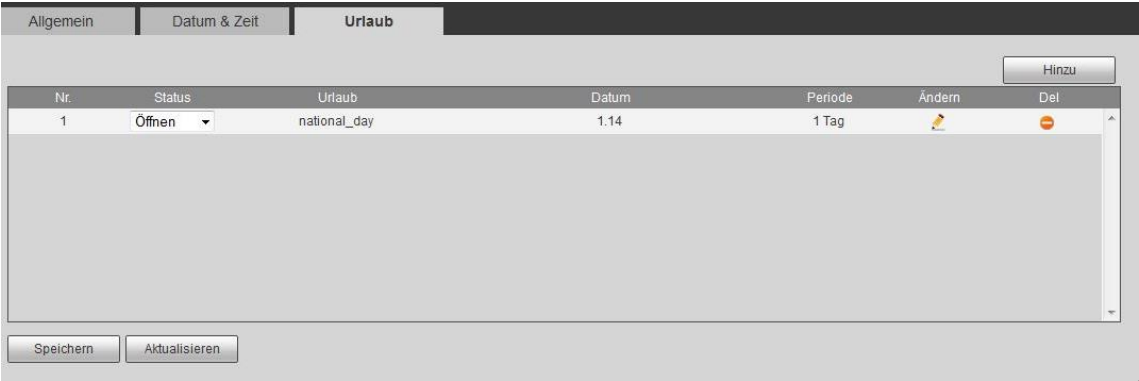 Allgemein Datum & Zeit Urlaub
Hinzu
Nr. Status Urlaub Datum Periode Ändern Del
1 Öffnen national_day 1.14 1 Tag
Speichern Aktualisieren